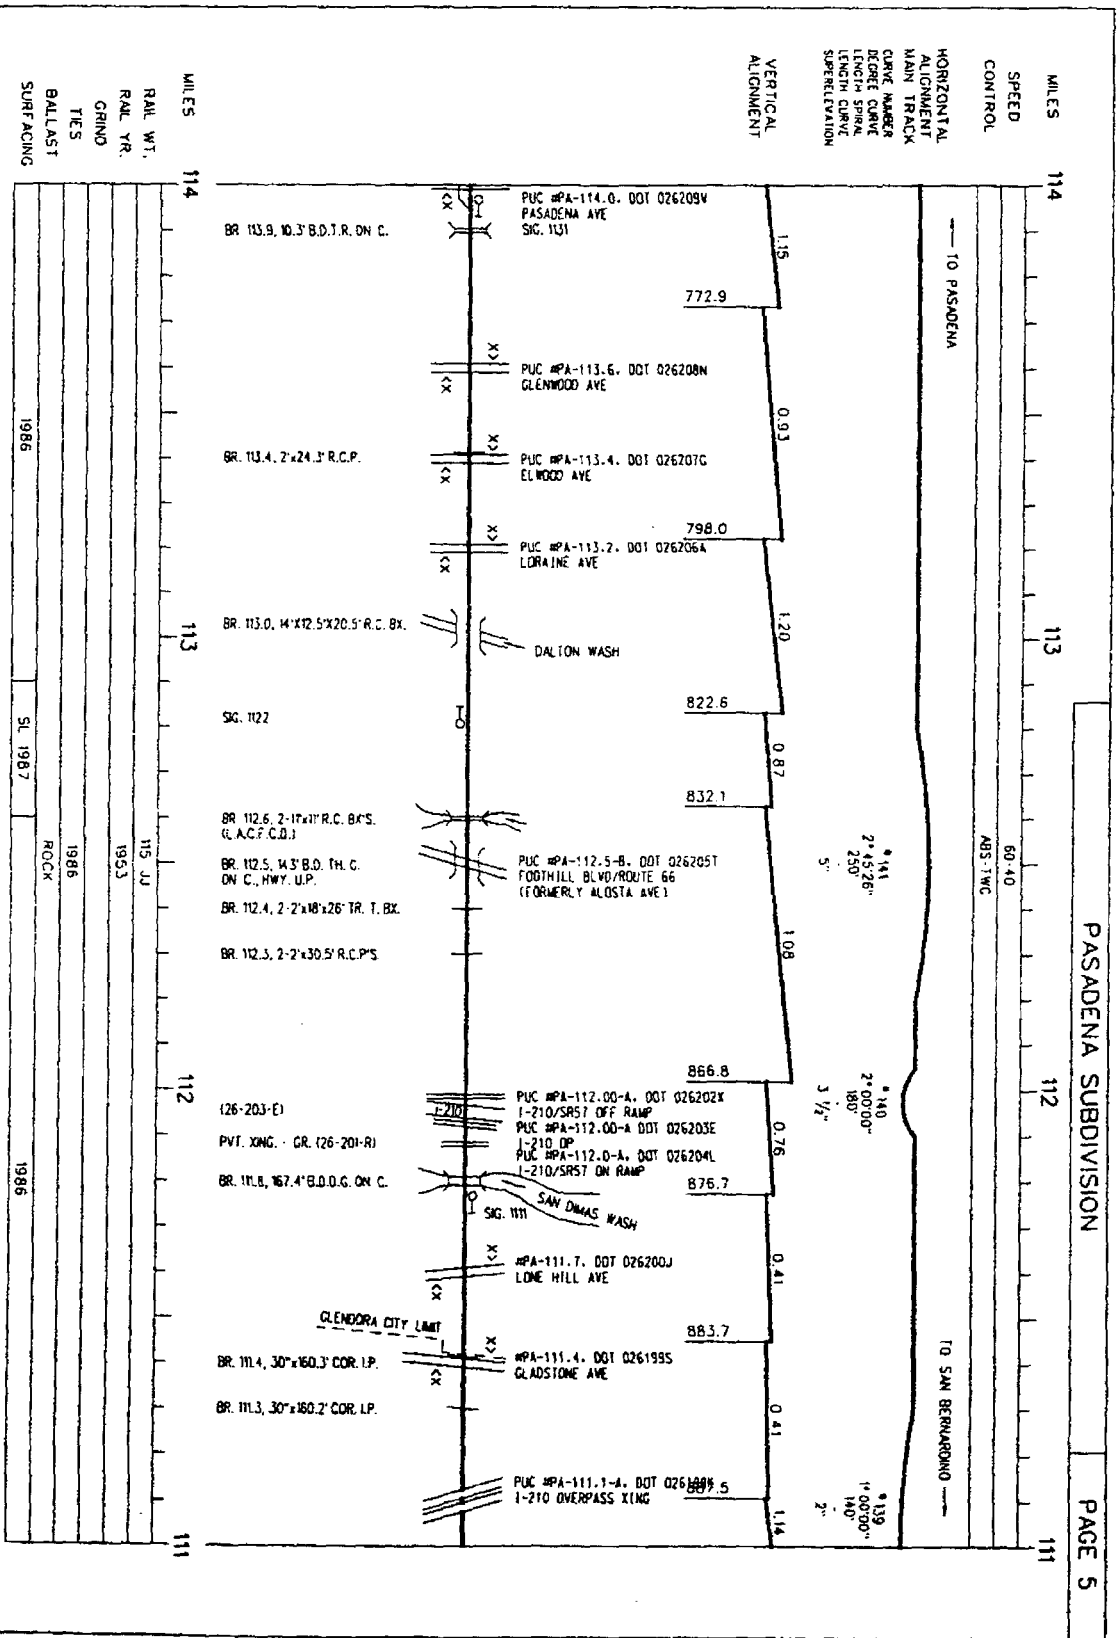 PASADENA SUBDIVISION
PAGE 5
MILES
114
113
112
111
SPEED
60-40
CONTROL
ABS-TWC
HORIZONTAL
ALIGNMENT
MAIN TRACK
← TO PASADENA
TO SAN BERNARDINO →
CURVE NUMBER
DEGREE CURVE
LENGTH SPIRAL
LENGTH CURVE
SUPERELEVATION
#141
2° 45'26"
250'
-
5"
#140
2° 00'00"
180'
-
3 1/2"
#139
1° 00'00"
140'
-
2"
VERTICAL
ALIGNMENT
1.15
0.93
1.20
0.87
1.08
0.76
0.41
0.41
1.14
772.9
798.0
822.6
832.1
866.8
876.7
883.7
PUC #PA-114.0. DOT 026209V
PASADENA AVE
SIG. 1131
PUC #PA-113.6. DOT 026208N
GLENWOOD AVE
PUC #PA-113.4. DOT 026207G
ELWOOD AVE
PUC #PA-113.2. DOT 026206A
LORAINE AVE
DALTON WASH
PUC #PA-112.5-B. DOT 026205T
FOOTHILL BLVD/ROUTE 66
(FORMERLY ALOSTA AVE)
PUC #PA-112.00-A. DOT 026202X
I-210/SR57 OFF RAMP
PUC #PA-112.00-A DOT 026203E
I-210 OP
PUC #PA-112.0-A. DOT 026204L
I-210/SR57 ON RAMP
I-210
SAN DIMAS WASH
SIG. 1111
#PA-111.7. DOT 026200J
LONE HILL AVE
GLENDORA CITY LIMIT
#PA-111.4. DOT 026199S
GLADSTONE AVE
PUC #PA-111.1-A. DOT
I-210 OVERPASS XING
BR 113.9, 10.3' B.D.T.R. ON C.
BR. 113.4, 2'x24.3' R.C.P.
BR. 113.0, 14'X12.5'X20.5' R.C. BX.
SIG. 1122
BR 112.6, 2-11'x11' R.C. BX'S.
(L.A.C.F.C.D.)
BR. 112.5, 143' B.D. TH. G.
ON C., HWY. U.P.
BR. 112.4, 2-2'x18'x26' TR. T. BX.
BR. 112.3, 2-2'x30.5' R.C.P'S
(26-203-E)
PVT. XNG. - GR. (26-201-R)
BR. 111.8, 167.4' B.D.D.G. ON C.
BR. 111.4, 30"x160.3' COR. I.P.
BR. 111.3, 30"x160.2' COR. I.P.
MILES
114
113
112
111
RAIL WT.
115 JJ
RAIL YR.
1953
GRIND
TIES
1986
BALLAST
ROCK
SURFACING
1986
SL 1987
1986